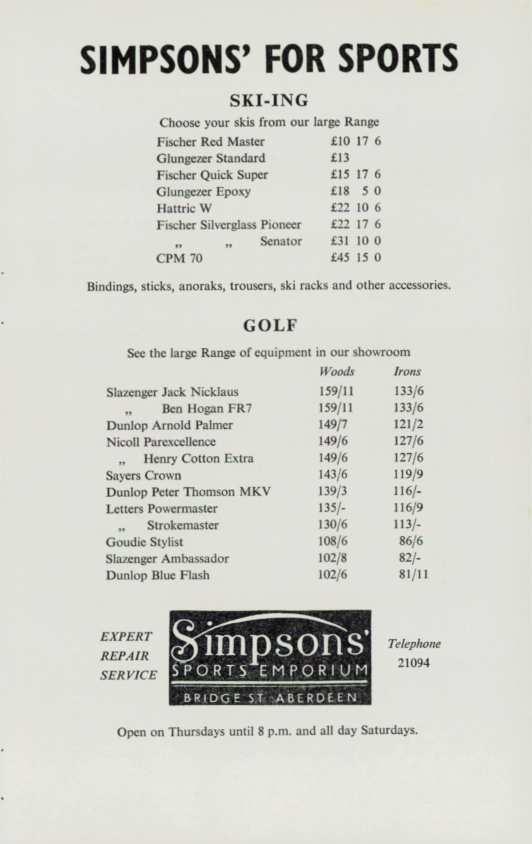 SIMPSONS' FOR SPORTS
SKI-ING
Choose your skis from our large Range
Fischer Red Master £10 17 6
Glungezer Standard £13
Fischer Quick Super £15 17 6
Glungezer Epoxy £18 5 0
Hattric W £22 10 6
Fischer Silverglass Pioneer £22 17 6
„ „ Senator £31 10 0
CPM 70 £45 15 0
Bindings, sticks, anoraks, trousers, ski racks and other accessories.
GOLF
See the large Range of equipment in our showroom
Woods Irons
Slazenger Jack Nicklaus 159/11 133/6
„ Ben Hogan FR7 159/11 133/6
Dunlop Arnold Palmer 149/7 121/2
Nicoll Parexcellence 149/6 127/6
„ Henry Cotton Extra 149/6 127/6
Sayers Crown 143/6 119/9
Dunlop Peter Thomson MKV 139/3 116/-
Letters Powermaster 135/- 116/9
„ Strokemaster 130/6 113/-
Goudie Stylist 108/6 86/6
Slazenger Ambassador 102/8 82/-
Dunlop Blue Flash 102/6 81/11
EXPERT
REPAIR
SERVICE
Simpsons'
SPORTS EMPORIUM
BRIDGE ST. ABERDEEN
Telephone
21094
Open on Thursdays until 8 p.m. and all day Saturdays.